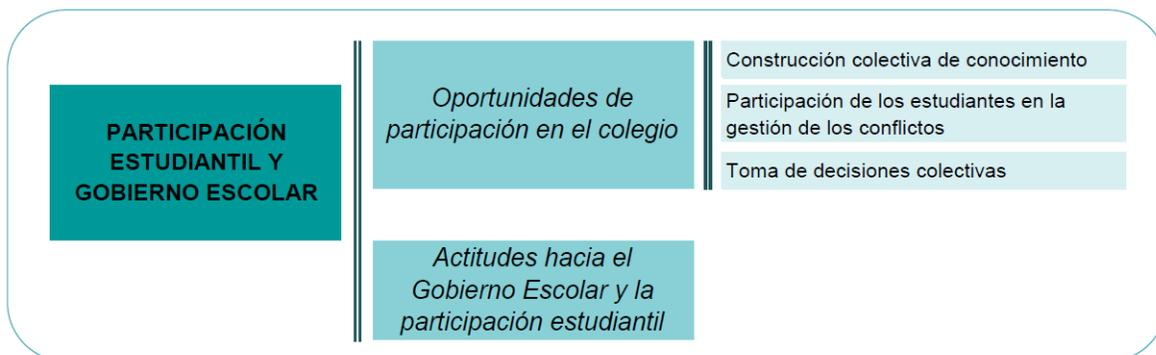 PARTICIPACIÓN
ESTUDIANTIL Y
GOBIERNO ESCOLAR
Oportunidades de
participación en el colegio
Construcción colectiva de conocimiento
Participación de los estudiantes en la
gestión de los conflictos
Toma de decisiones colectivas
Actitudes hacia el
Gobierno Escolar y la
participación estudiantil